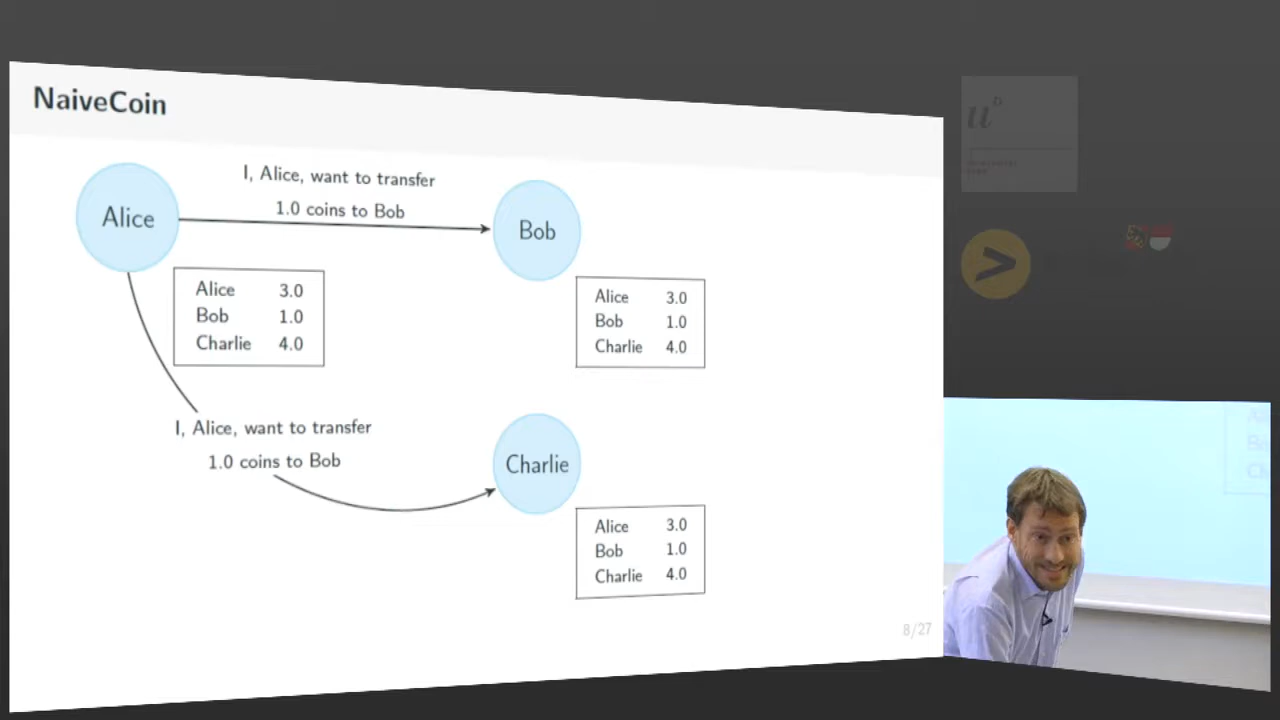 NaiveCoin
I, Alice, want to transfer
1.0 coins to Bob
Alice
Bob
Alice 3.0
Bob 1.0
Charlie 4.0
Alice 3.0
Bob 1.0
Charlie 4.0
I, Alice, want to transfer
1.0 coins to Bob
Charlie
Alice 3.0
Bob 1.0
Charlie 4.0
8/27
u
b